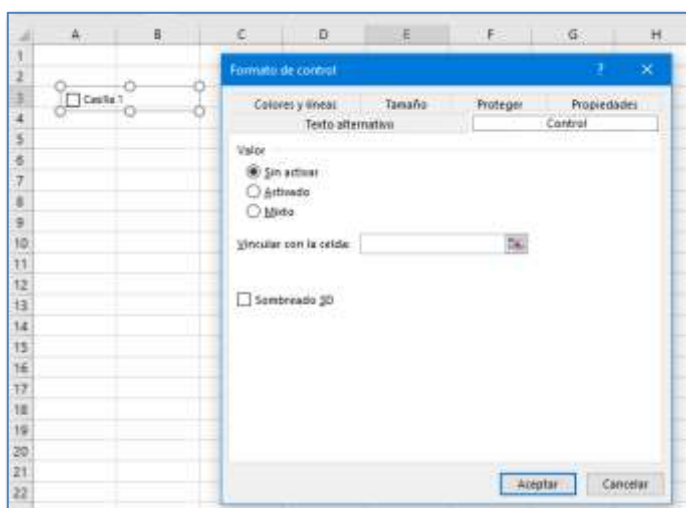 A B C D E F G H
1
2
3
4
5
6
7
8
9
10
11
12
13
14
15
16
17
18
19
20
21
22
Casilla 1
Formato de control ? ×
Colores y líneas Tamaño Proteger Propiedades
Texto alternativo Control
Valor
Sin activar
Activado
Mixto
Vincular con la celda:
Sombreado 3D
Aceptar Cancelar